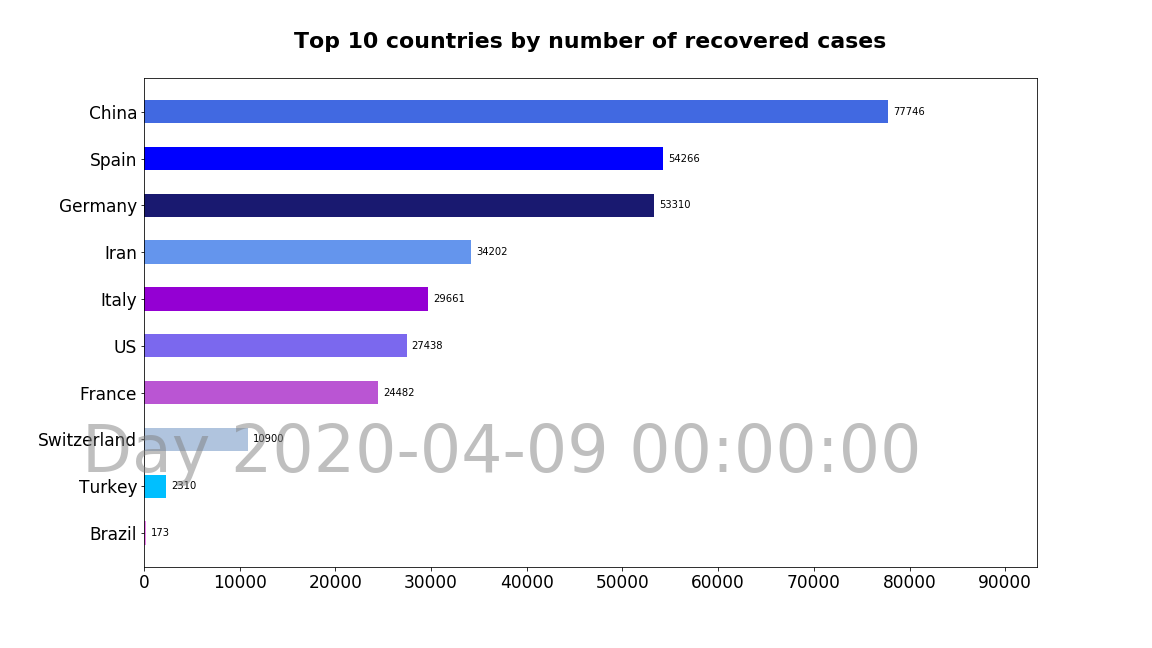 Top 10 countries by number of recovered cases
China 77746
Spain 54266
Germany 53310
Iran 34202
Italy 29661
US 27438
France 24482
Switzerland 10900
Day 2020-04-09 00:00:00
Turkey 2310
Brazil 173
0 10000 20000 30000 40000 50000 60000 70000 80000 90000